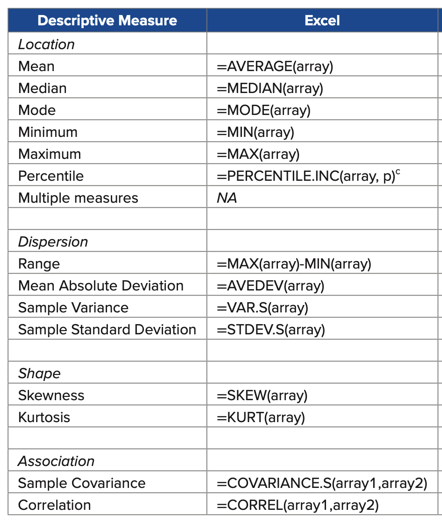 Descriptive Measure Excel
Location
Mean =AVERAGE(array)
Median =MEDIAN(array)
Mode =MODE(array)
Minimum =MIN(array)
Maximum =MAX(array)
Percentile =PERCENTILE.INC(array, p)ᶜ
Multiple measures NA
Dispersion
Range =MAX(array)-MIN(array)
Mean Absolute Deviation =AVEDEV(array)
Sample Variance =VAR.S(array)
Sample Standard Deviation =STDEV.S(array)
Shape
Skewness =SKEW(array)
Kurtosis =KURT(array)
Association
Sample Covariance =COVARIANCE.S(array1,array2)
Correlation =CORREL(array1,array2)